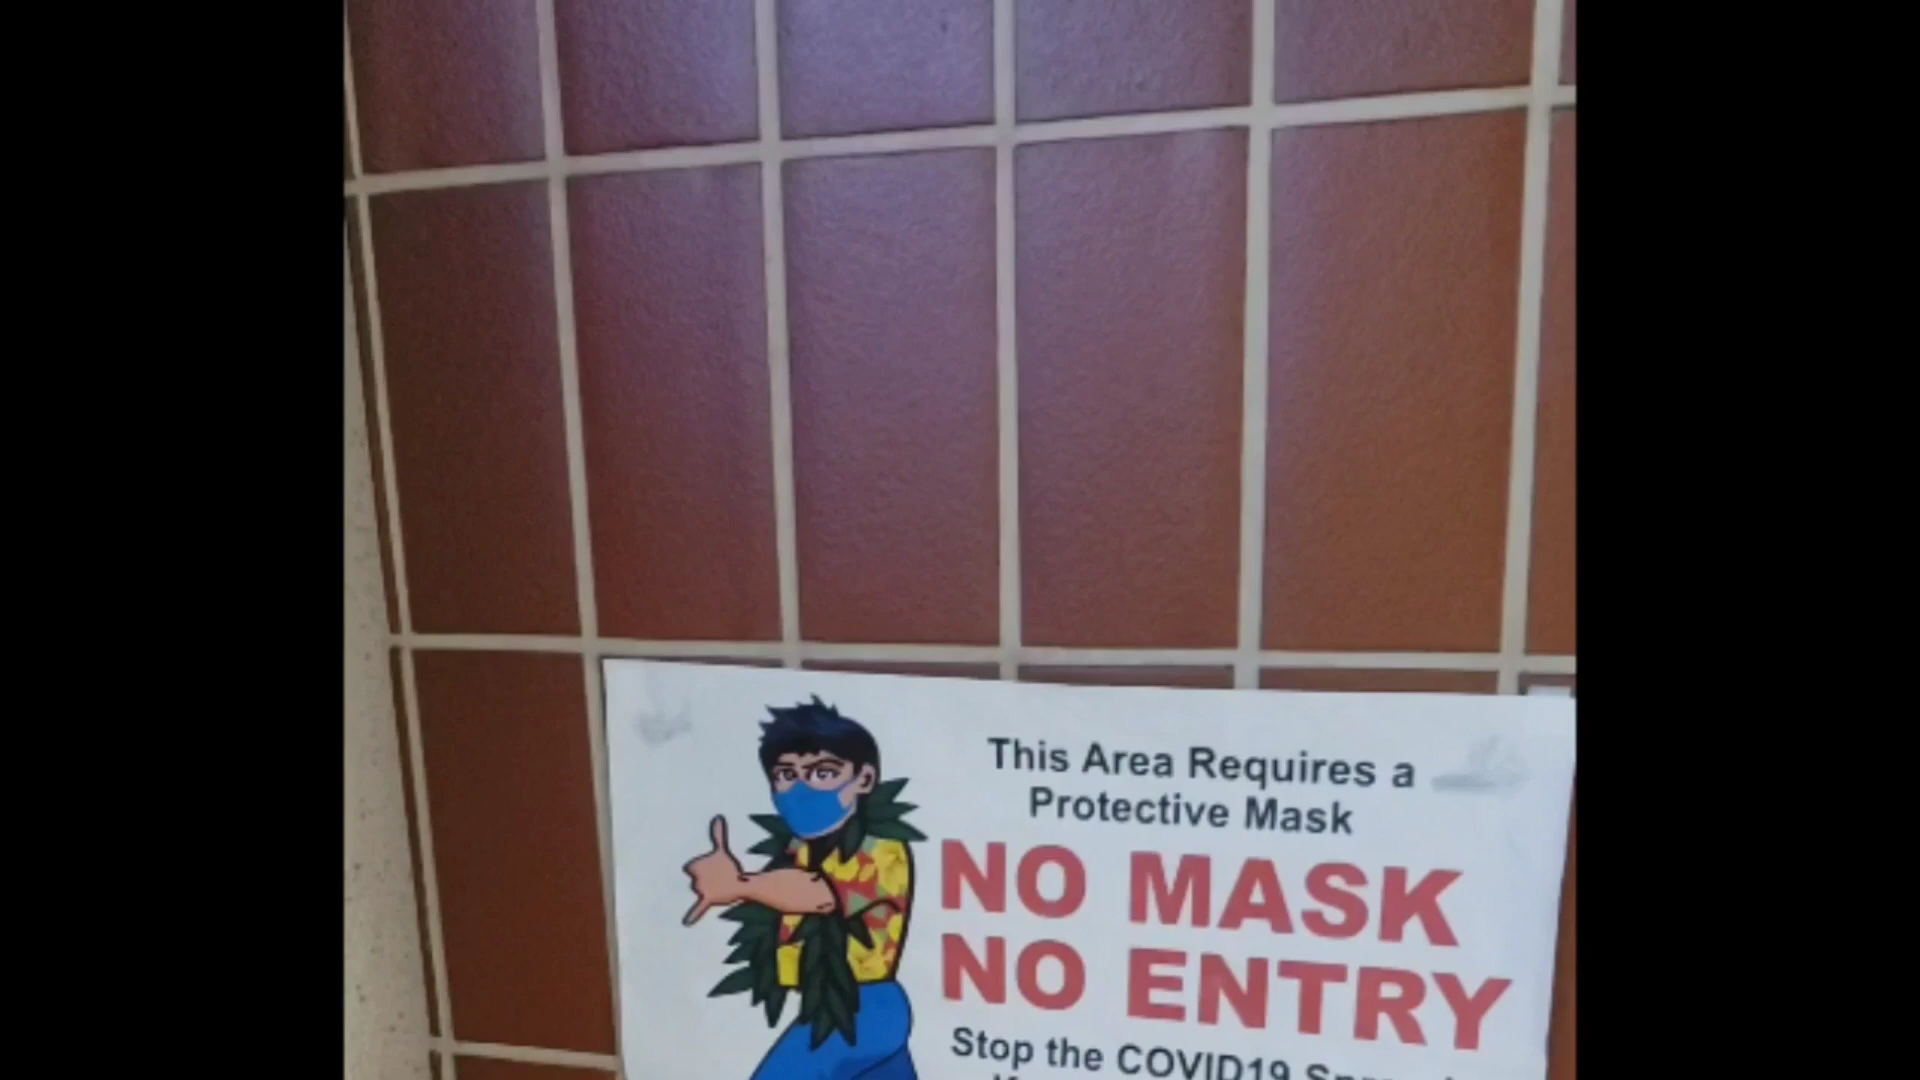 This Area Requires a
Protective Mask
NO MASK
NO ENTRY
Stop the COVID19